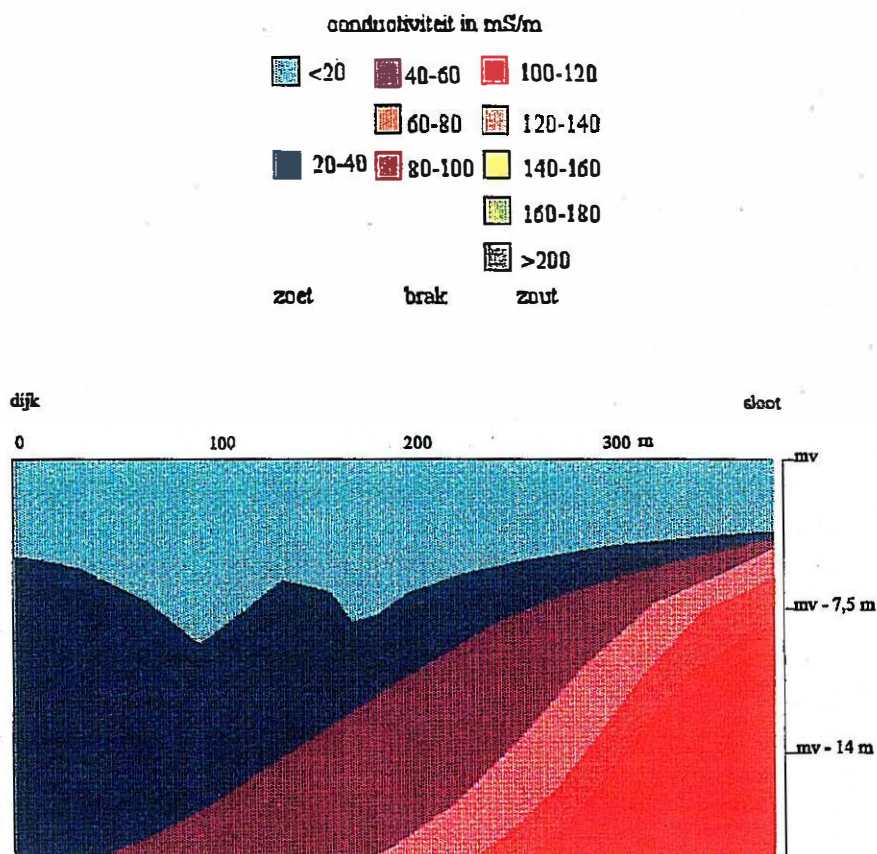 conductiviteit in mS/m
<20 40-60 100-120
60-80 120-140
20-40 80-100 140-160
160-180
>200
zoet brak zout
dijk sloot
0 100 200 300 m
mv
mv - 7,5 m
mv - 14 m